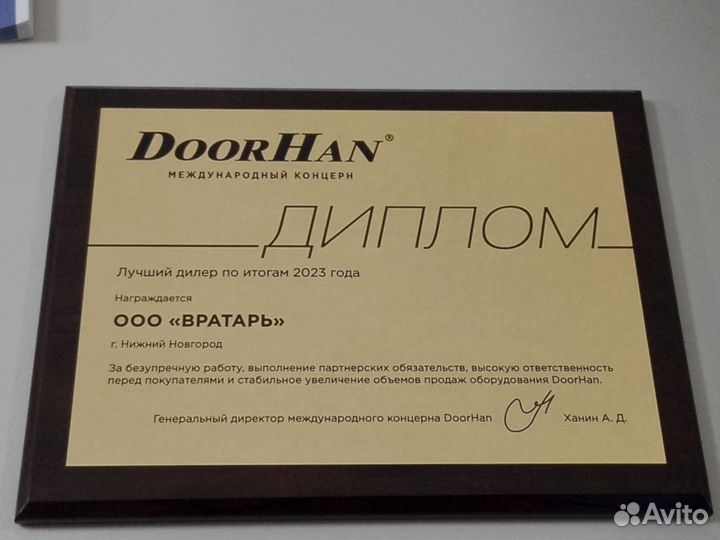 DOORHAN®
МЕЖДУНАРОДНЫЙ КОНЦЕРН
ДИПЛОМ
Лучший дилер по итогам 2023 года
Награждается
ООО «ВРАТАРЬ»
г. Нижний Новгород
За безупречную работу, выполнение партнерских обязательств, высокую ответственность
перед покупателями и стабильное увеличение объемов продаж оборудования DoorHan.
Генеральный директор международного концерна DoorHan Ханин А. Д.
Avito